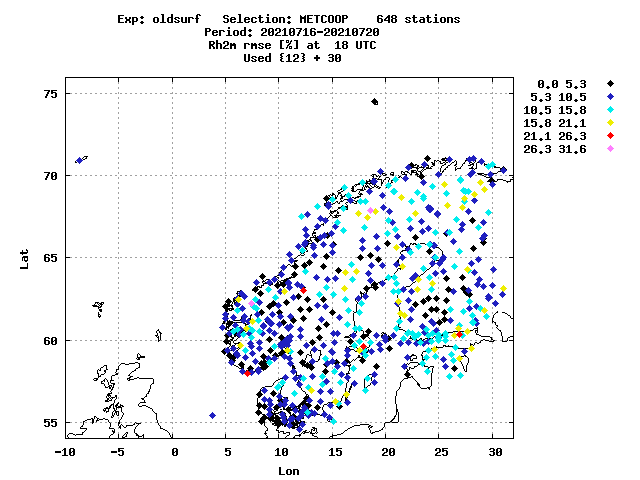 Exp: oldsurf   Selection: METCOOP    648 stations
Period: 20210716-20210720
Rh2m rmse [%] at  18 UTC
Used {12} + 30
0.0 5.3
5.3 10.5
10.5 15.8
15.8 21.1
21.1 26.3
26.3 31.6
75
70
65
60
55
Lat
-10 -5 0 5 10 15 20 25 30
Lon